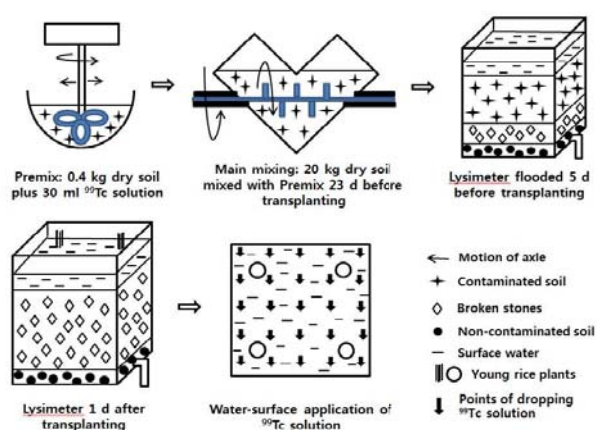 Premix: 0.4 kg dry soil
plus 30 ml ⁹⁹Tc solution
Main mixing: 20 kg dry soil
mixed with Premix 23 d before
transplanting
Lysimeter flooded 5 d
before transplanting
Lysimeter 1 d after
transplanting
Water-surface application of
⁹⁹Tc solution
Motion of axle
Contaminated soil
Broken stones
Non-contaminated soil
Surface water
Young rice plants
Points of dropping
⁹⁹Tc solution